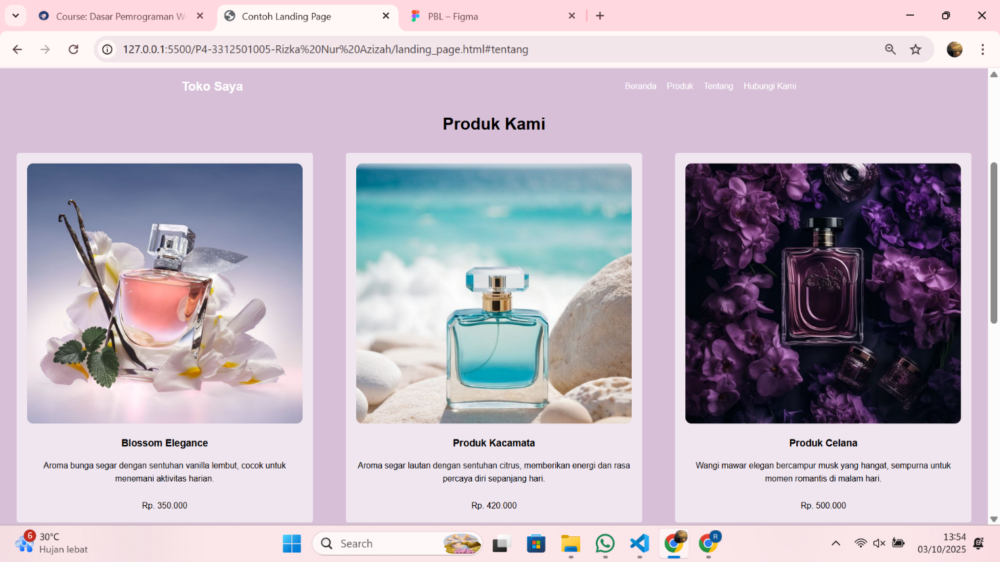 Course: Dasar Pemrograman We
Contoh Landing Page
PBL – Figma
127.0.0.1:5500/P4-3312501005-Rizka%20Nur%20Azizah/landing_page.html#tentang
Toko Saya
Beranda Produk Tentang Hubungi Kami
Produk Kami
Blossom Elegance
Aroma bunga segar dengan sentuhan vanilla lembut, cocok untuk
menemani aktivitas harian.
Rp. 350.000
Produk Kacamata
Aroma segar lautan dengan sentuhan citrus, memberikan energi dan rasa
percaya diri sepanjang hari.
Rp. 420.000
Produk Celana
Wangi mawar elegan bercampur musk yang hangat, sempurna untuk
momen romantis di malam hari.
Rp. 500.000
6
30°C
Hujan lebat
Search
R
13:54
03/10/2025